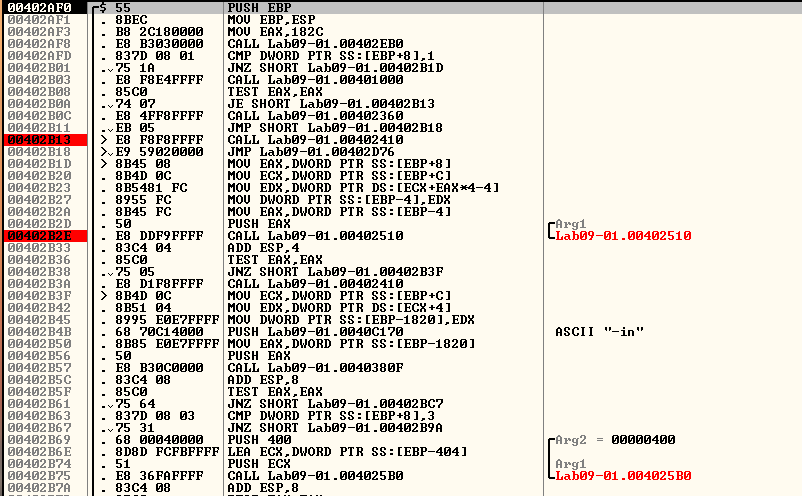 00402AF0 $ 55 PUSH EBP
00402AF1 . 8BEC MOV EBP,ESP
00402AF3 . B8 2C180000 MOV EAX,182C
00402AF8 . E8 B3030000 CALL Lab09-01.00402EB0
00402AFD . 837D 08 01 CMP DWORD PTR SS:[EBP+8],1
00402B01 . 75 1A JNZ SHORT Lab09-01.00402B1D
00402B03 . E8 F8E4FFFF CALL Lab09-01.00401000
00402B08 . 85C0 TEST EAX,EAX
00402B0A . 74 07 JE SHORT Lab09-01.00402B13
00402B0C . E8 4FF8FFFF CALL Lab09-01.00402360
00402B11 . EB 05 JMP SHORT Lab09-01.00402B18
00402B13 > E8 F8F8FFFF CALL Lab09-01.00402410
00402B18 > E9 59020000 JMP Lab09-01.00402D76
00402B1D > 8B45 08 MOV EAX,DWORD PTR SS:[EBP+8]
00402B20 . 8B4D 0C MOV ECX,DWORD PTR SS:[EBP+C]
00402B23 . 8B5481 FC MOV EDX,DWORD PTR DS:[ECX+EAX*4-4]
00402B27 . 8955 FC MOV DWORD PTR SS:[EBP-4],EDX
00402B2A . 8B45 FC MOV EAX,DWORD PTR SS:[EBP-4]
00402B2D . 50 PUSH EAX Arg1
00402B2E . E8 DDF9FFFF CALL Lab09-01.00402510 Lab09-01.00402510
00402B33 . 83C4 04 ADD ESP,4
00402B36 . 85C0 TEST EAX,EAX
00402B38 . 75 05 JNZ SHORT Lab09-01.00402B3F
00402B3A . E8 D1F8FFFF CALL Lab09-01.00402410
00402B3F > 8B4D 0C MOV ECX,DWORD PTR SS:[EBP+C]
00402B42 . 8B51 04 MOV EDX,DWORD PTR DS:[ECX+4]
00402B45 . 8995 E0E7FFFF MOV DWORD PTR SS:[EBP-1820],EDX
00402B4B . 68 70C14000 PUSH Lab09-01.0040C170 ASCII "-in"
00402B50 . 8B85 E0E7FFFF MOV EAX,DWORD PTR SS:[EBP-1820]
00402B56 . 50 PUSH EAX
00402B57 . E8 B30C0000 CALL Lab09-01.0040380F
00402B5C . 83C4 08 ADD ESP,8
00402B5F . 85C0 TEST EAX,EAX
00402B61 . 75 64 JNZ SHORT Lab09-01.00402BC7
00402B63 . 837D 08 03 CMP DWORD PTR SS:[EBP+8],3
00402B67 . 75 31 JNZ SHORT Lab09-01.00402B9A
00402B69 . 68 00040000 PUSH 400 Arg2 = 00000400
00402B6E . 8D8D FCFBFFFF LEA ECX,DWORD PTR SS:[EBP-404]
00402B74 . 51 PUSH ECX Arg1
00402B75 . E8 36FAFFFF CALL Lab09-01.004025B0 Lab09-01.004025B0
00402B7A . 83C4 08 ADD ESP,8